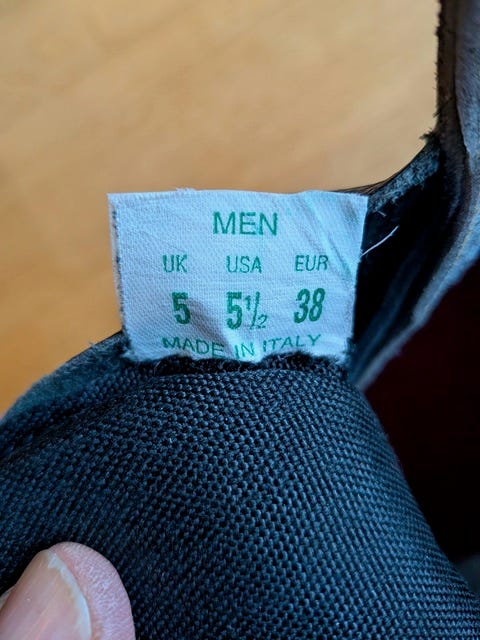 MEN
UK USA EUR
5 5½ 38
MADE IN ITALY